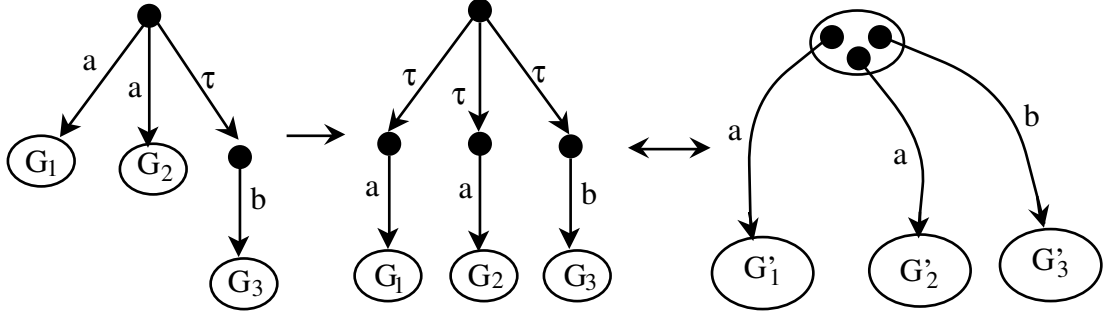 a a τ
G1 G2
b
G3
τ τ τ
a a b
G1 G2 G3
a a b
G'1 G'2 G'3